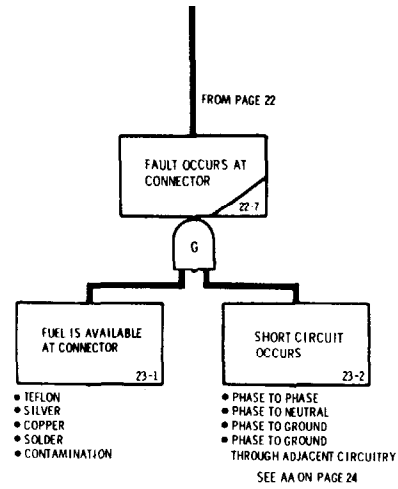 FROM PAGE 22
FAULT OCCURS AT
CONNECTOR
22-7
G
FUEL IS AVAILABLE
AT CONNECTOR
23-1
SHORT CIRCUIT
OCCURS
23-2
• TEFLON
• SILVER
• COPPER
• SOLDER
• CONTAMINATION
• PHASE TO PHASE
• PHASE TO NEUTRAL
• PHASE TO GROUND
• PHASE TO GROUND
THROUGH ADJACENT CIRCUITRY
SEE AA ON PAGE 24